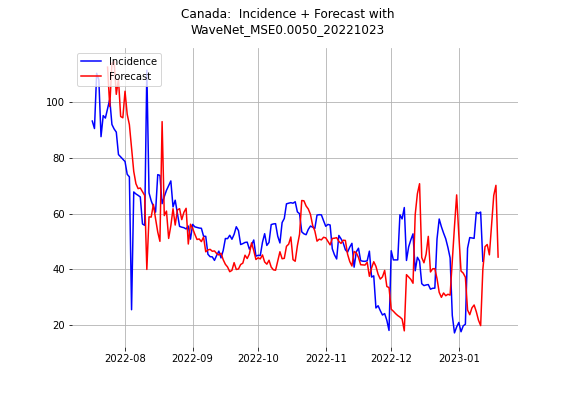 Canada:  Incidence + Forecast with
WaveNet_MSE0.0050_20221023
Incidence
Forecast
100
80
60
40
20
2022-08 2022-09 2022-10 2022-11 2022-12 2023-01